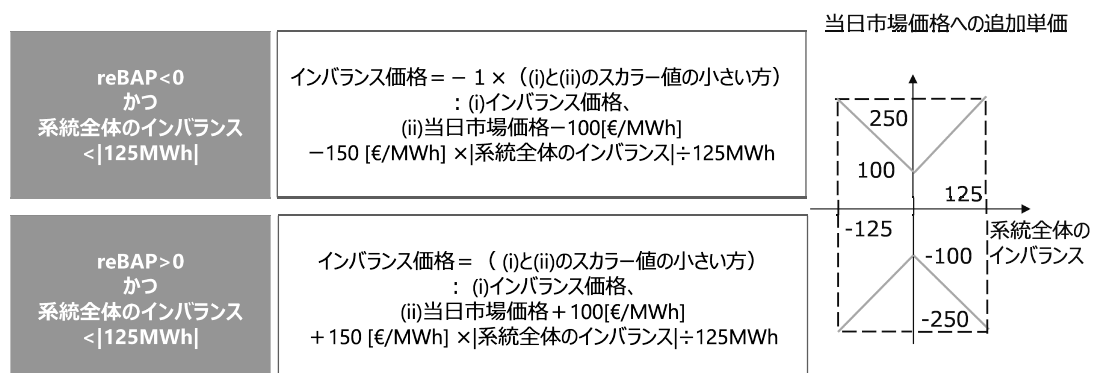 当日市場価格への追加単価
reBAP<0
かつ
系統全体のインバランス
<|125MWh|
インバランス価格＝－１×（(i)と(ii)のスカラー値の小さい方）
：(i)インバランス価格、
(ii)当日市場価格－100[€/MWh]
－150 [€/MWh] ×|系統全体のインバランス|÷125MWh
reBAP>0
かつ
系統全体のインバランス
<|125MWh|
インバランス価格＝（ (i)と(ii)のスカラー値の小さい方）
：(i)インバランス価格、
(ii)当日市場価格＋100[€/MWh]
＋150 [€/MWh] ×|系統全体のインバランス|÷125MWh
250
100
125
-125
系統全体の
インバランス
-100
-250